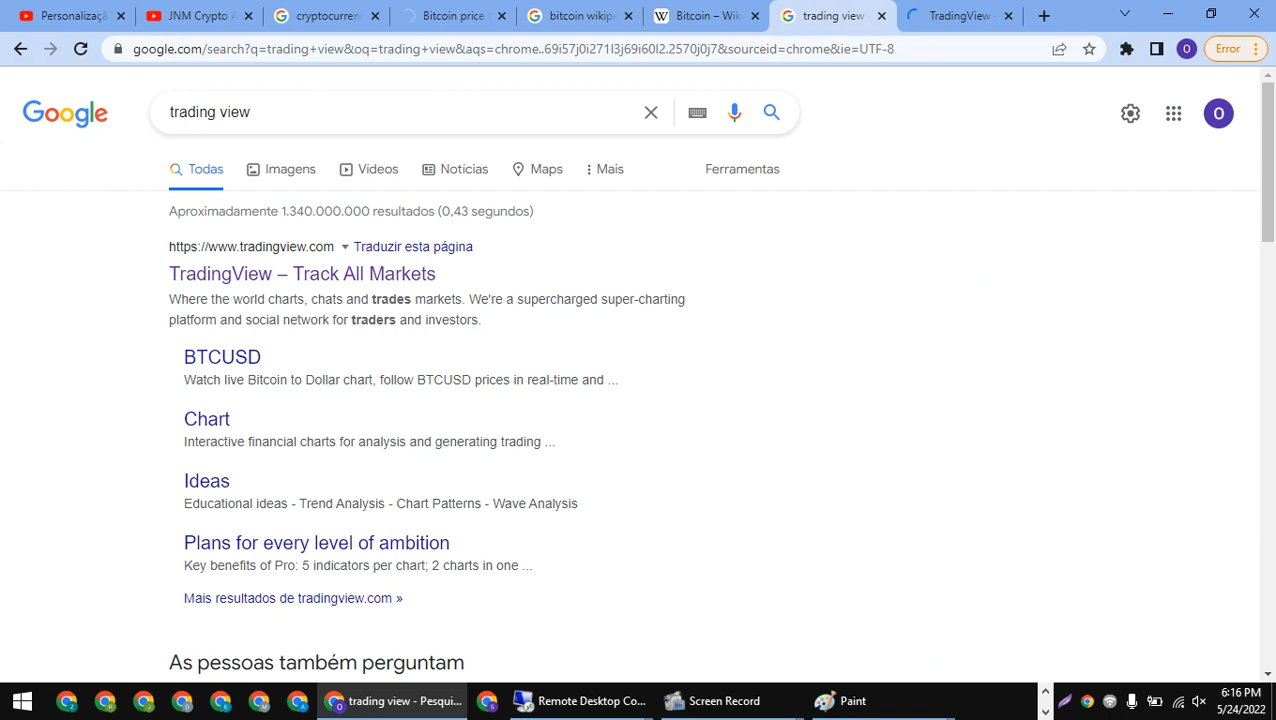 Personalizaçã
JNM Crypto A
cryptocurren
Bitcoin price
bitcoin wikipe
Bitcoin – Wiki
trading view
TradingView
google.com/search?q=trading+view&oq=trading+view&aqs=chrome..69i57j0i271l3j69i60l2.2570j0j7&sourceid=chrome&ie=UTF-8
O
Error
Google
trading view
O
Todas
Imagens
Vídeos
Notícias
Maps
Mais
Ferramentas
Aproximadamente 1.340.000.000 resultados (0,43 segundos)
https://www.tradingview.com Traduzir esta página
TradingView – Track All Markets
Where the world charts, chats and trades markets. We're a supercharged super-charting
platform and social network for traders and investors.
BTCUSD
Watch live Bitcoin to Dollar chart, follow BTCUSD prices in real-time and ...
Chart
Interactive financial charts for analysis and generating trading ...
Ideas
Educational ideas - Trend Analysis - Chart Patterns - Wave Analysis
Plans for every level of ambition
Key benefits of Pro: 5 indicators per chart; 2 charts in one ...
Mais resultados de tradingview.com »
As pessoas também perguntam
trading view - Pesqui...
Remote Desktop Co...
Screen Record
Paint
6:16 PM
5/24/2022